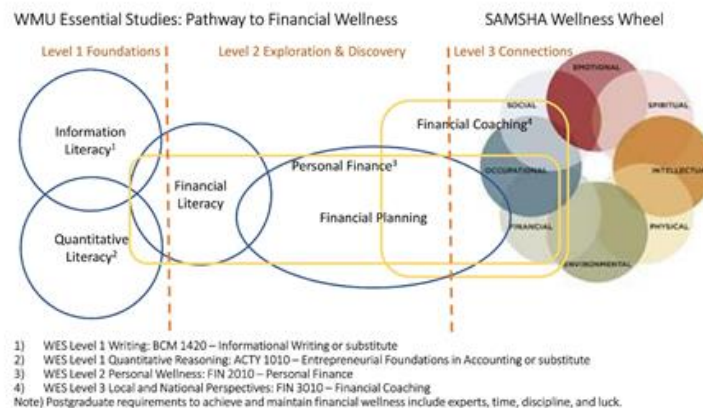 WMU Essential Studies: Pathway to Financial Wellness
SAMSHA Wellness Wheel
Level 1 Foundations
Level 2 Exploration & Discovery
Level 3 Connections
EMOTIONAL
SOCIAL
SPIRITUAL
Financial Coaching⁴
Information
Literacy¹
Personal Finance³
OCCUPATIONAL
INTELLECTUAL
Financial
Literacy
Financial Planning
Quantitative
Literacy²
FINANCIAL
PHYSICAL
ENVIRONMENTAL
1) WES Level 1 Writing: BCM 1420 – Informational Writing or substitute
2) WES Level 1 Quantitative Reasoning: ACTY 1010 – Entrepreneurial Foundations in Accounting or substitute
3) WES Level 2 Personal Wellness: FIN 2010 – Personal Finance
4) WES Level 3 Local and National Perspectives: FIN 3010 – Financial Coaching
Note) Postgraduate requirements to achieve and maintain financial wellness include experts, time, discipline, and luck.